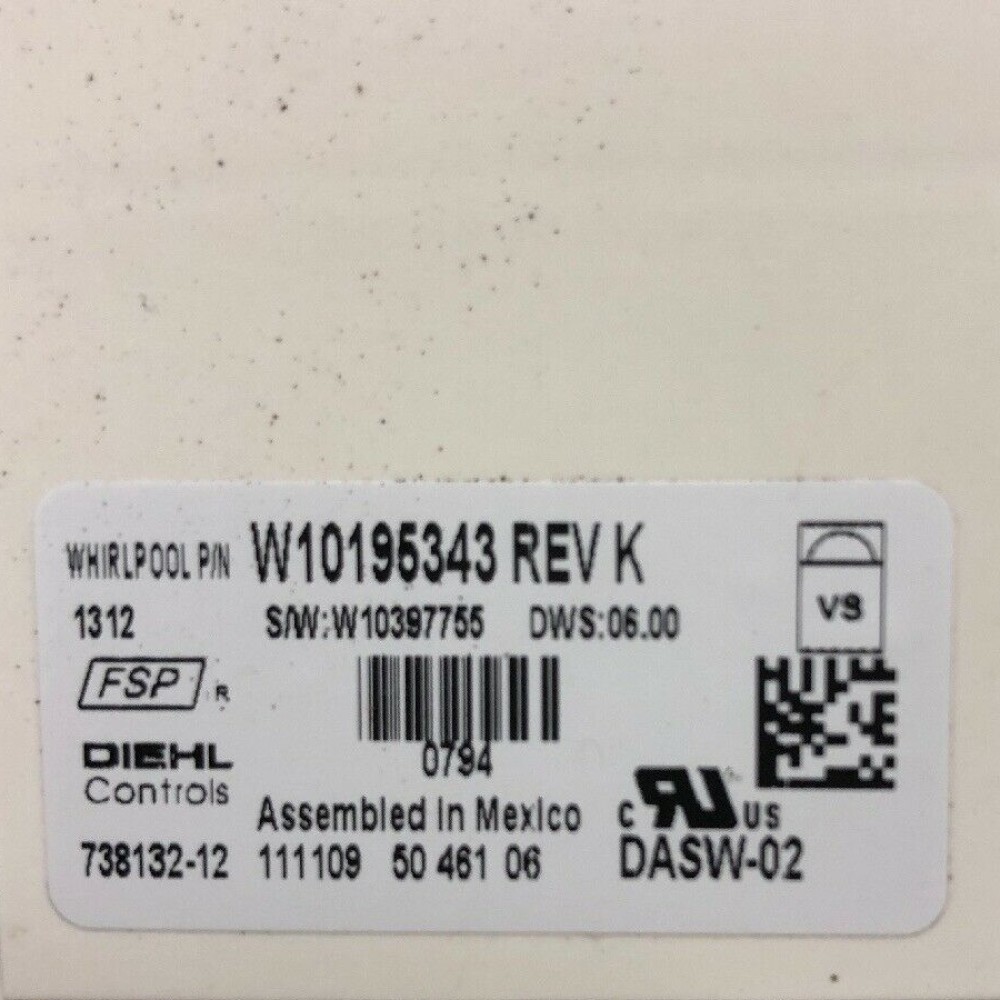 WHIRLPOOL P/N W10195343 REV K
1312 S/W:W10397755 DWS:06.00
VS
FSP R
0794
DIEHL
Controls
Assembled In Mexico
C RU US
738132-12 111109 50 461 06 DASW-02